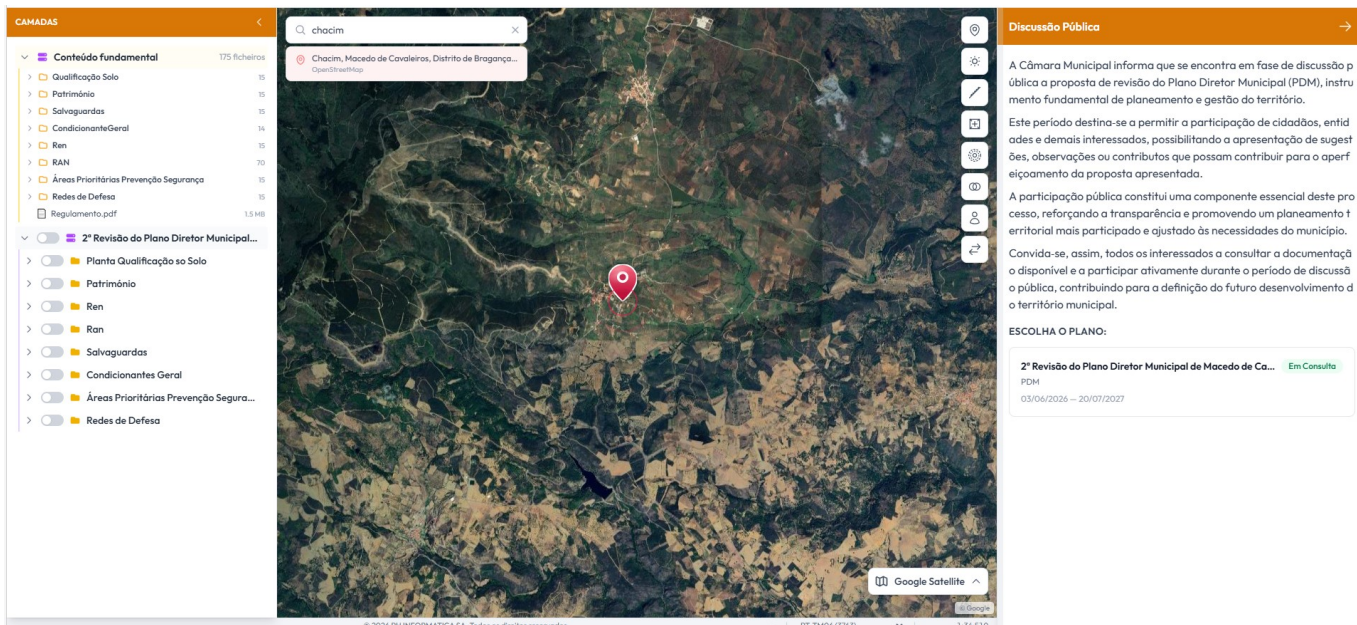 CAMADAS
Conteúdo fundamental 175 ficheiros
Qualificação Solo 15
Património 15
Salvaguardas 15
CondicionanteGeral 14
Ren 15
RAN 70
Áreas Prioritárias Prevenção Segurança 15
Redes de Defesa 15
Regulamento.pdf 1,5 MB
2ª Revisão do Plano Diretor Municipal...
Planta Qualificação so Solo
Património
Ren
Ran
Salvaguardas
Condicionantes Geral
Áreas Prioritárias Prevenção Segura...
Redes de Defesa
chacim
Chacim, Macedo de Cavaleiros, Distrito de Bragança...
OpenStreetMap
Google Satellite
© Google
Discussão Pública
A Câmara Municipal informa que se encontra em fase de discussão p
ública a proposta de revisão do Plano Diretor Municipal (PDM), instru
mento fundamental de planeamento e gestão do território.
Este período destina-se a permitir a participação de cidadãos, entid
ades e demais interessados, possibilitando a apresentação de sugest
ões, observações ou contributos que possam contribuir para o aperf
eiçoamento da proposta apresentada.
A participação pública constitui uma componente essencial deste pro
cesso, reforçando a transparência e promovendo um planeamento t
erritorial mais participado e ajustado às necessidades do município.
Convida-se, assim, todos os interessados a consultar a documentaçã
o disponível e a participar ativamente durante o período de discussã
o pública, contribuindo para a definição do futuro desenvolvimento d
o território municipal.
ESCOLHA O PLANO:
2ª Revisão do Plano Diretor Municipal de Macedo de Ca... Em Consulta
PDM
03/06/2026 — 20/07/2027